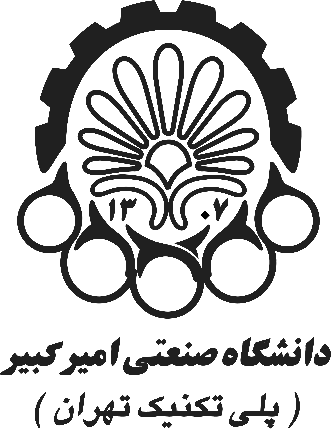 ۱۳ ۰۷
دانشگاه صنعتی امیرکبیر
( پلی تکنیک تهران )